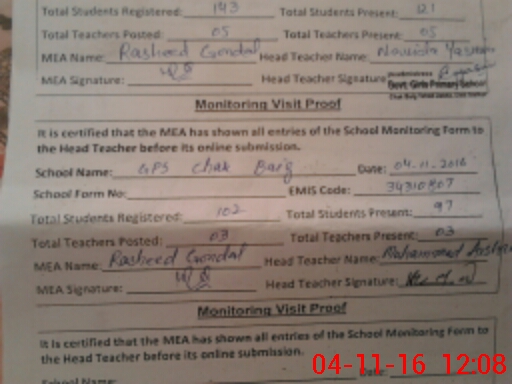 Total Students Registered: 143 Total Students Present: 121
Total Teachers Posted: 05 Total Teachers Present: 05
MEA Name: Rasheed Gondal Head Teacher Name:
MEA Signature: Head Teacher Signature
Govt. Girls Primary School
Monitoring Visit Proof
It is certified that the MEA has shown all entries of the School Monitoring Form to
the Head Teacher before its online submission.
School Name: GPS Chak Baig Date: 04-11-2016
School Form No: EMIS Code: 34310807
Total Students Registered: 102 Total Students Present: 97
Total Teachers Posted: 03 Total Teachers Present: 03
MEA Name: Rasheed Gondal Head Teacher Name: Mohammad
MEA Signature: Head Teacher Signature:
Monitoring Visit Proof
It is certified that the MEA has shown all entries of the School Monitoring Form to
the Head Teacher before its online submission.
School Name: Date:
04-11-16 12:08